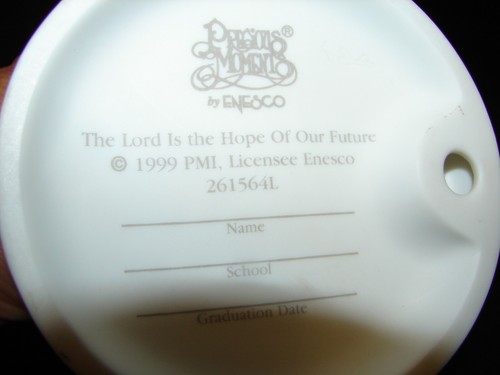 Precious®
Moments
by ENESCO
The Lord Is the Hope Of Our Future
© 1999 PMI, Licensee Enesco
261564L
Name
School
Graduation Date